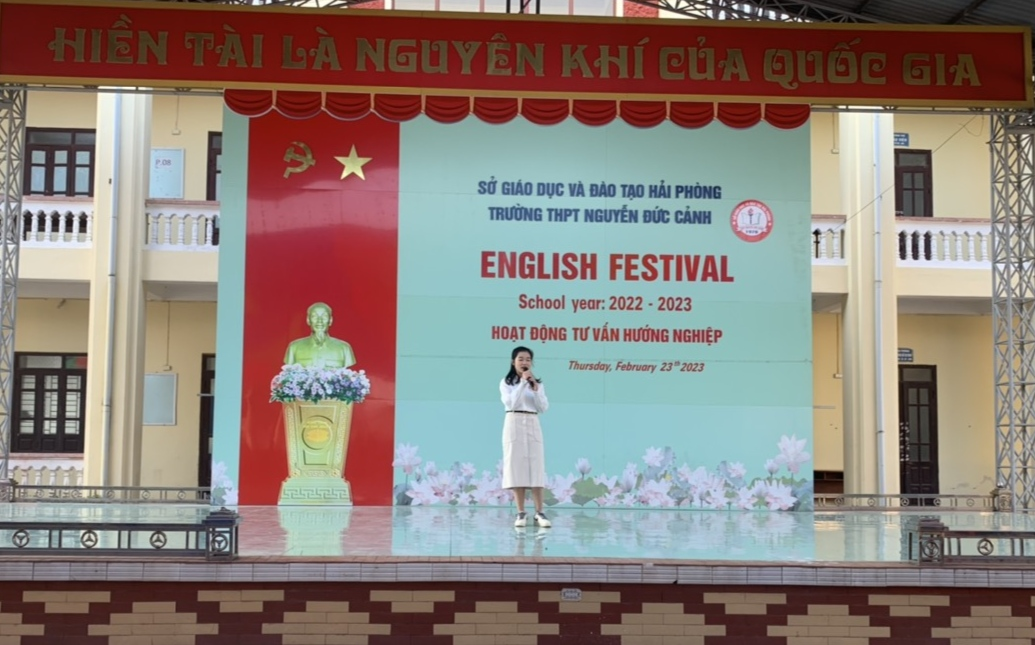 HIỀN TÀI LÀ NGUYÊN KHÍ CỦA QUỐC GIA
SỞ GIÁO DỤC VÀ ĐÀO TẠO HẢI PHÒNG
TRƯỜNG THPT NGUYỄN ĐỨC CẢNH
ENGLISH FESTIVAL
School year: 2022 - 2023
HOẠT ĐỘNG TƯ VẤN HƯỚNG NGHIỆP
Thursday, February 23th 2023